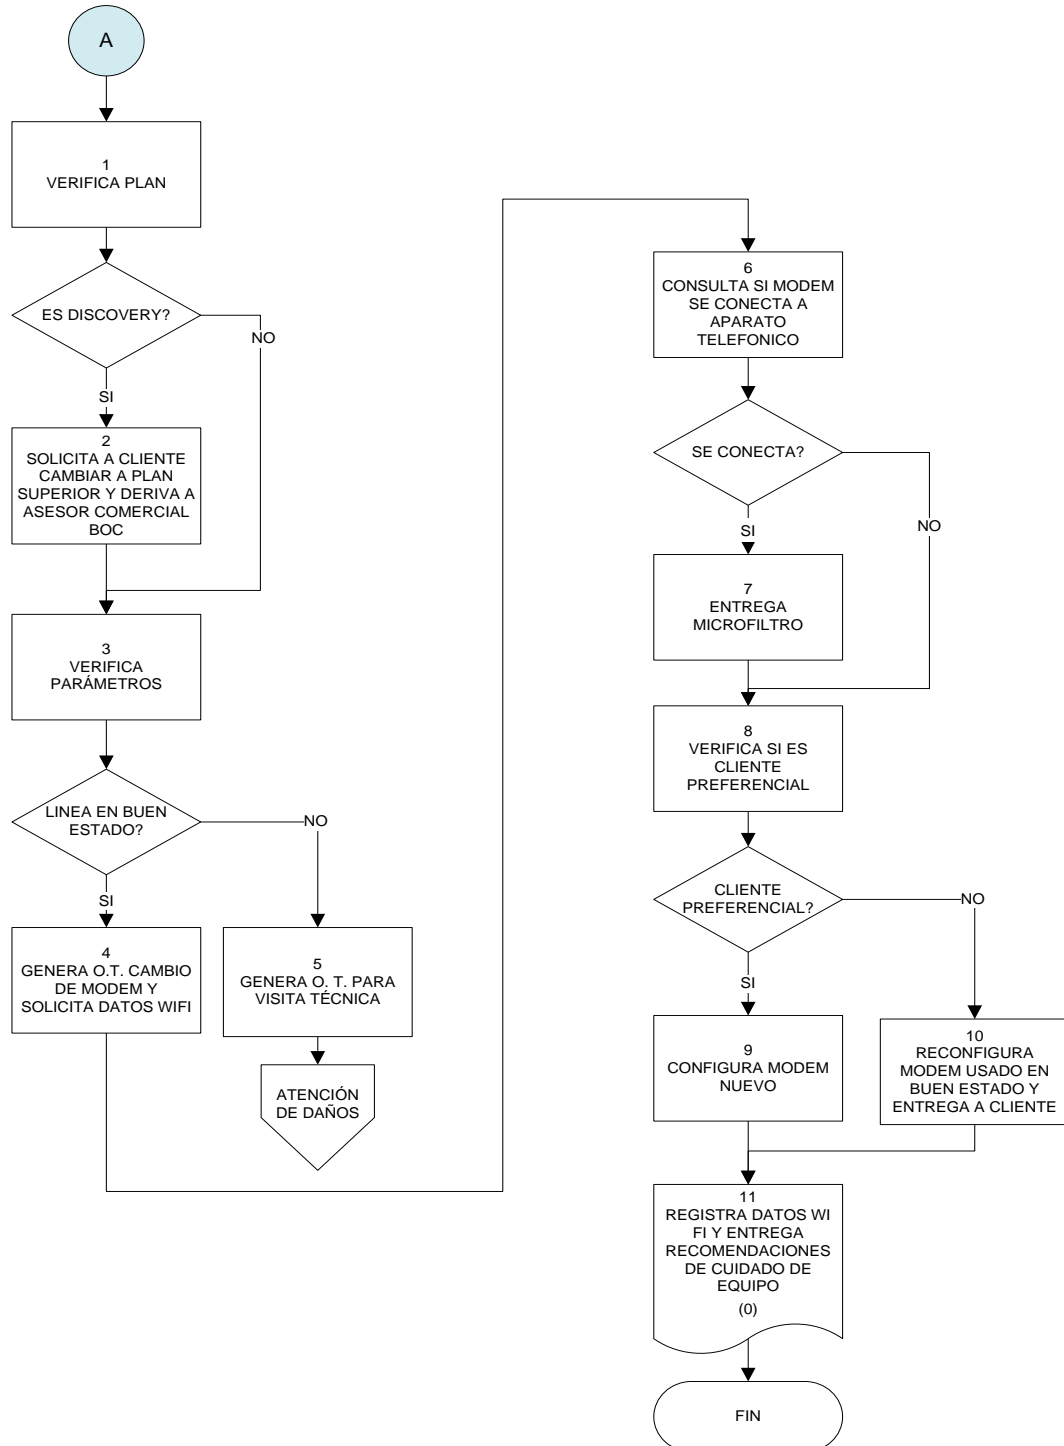 A
1
VERIFICA PLAN
ES DISCOVERY?
NO
SI
2
SOLICITA A CLIENTE
CAMBIAR A PLAN
SUPERIOR Y DERIVA A
ASESOR COMERCIAL
BOC
3
VERIFICA
PARÁMETROS
LINEA EN BUEN
ESTADO?
NO
SI
4
GENERA O.T. CAMBIO
DE MODEM Y
SOLICITA DATOS WIFI
5
GENERA O. T. PARA
VISITA TÉCNICA
ATENCIÓN
DE DAÑOS
6
CONSULTA SI MODEM
SE CONECTA A
APARATO
TELEFONICO
SE CONECTA?
NO
SI
7
ENTREGA
MICROFILTRO
8
VERIFICA SI ES
CLIENTE
PREFERENCIAL
CLIENTE
PREFERENCIAL?
NO
SI
9
CONFIGURA MODEM
NUEVO
10
RECONFIGURA
MODEM USADO EN
BUEN ESTADO Y
ENTREGA A CLIENTE
11
REGISTRA DATOS WI
FI Y ENTREGA
RECOMENDACIONES
DE CUIDADO DE
EQUIPO
(0)
FIN